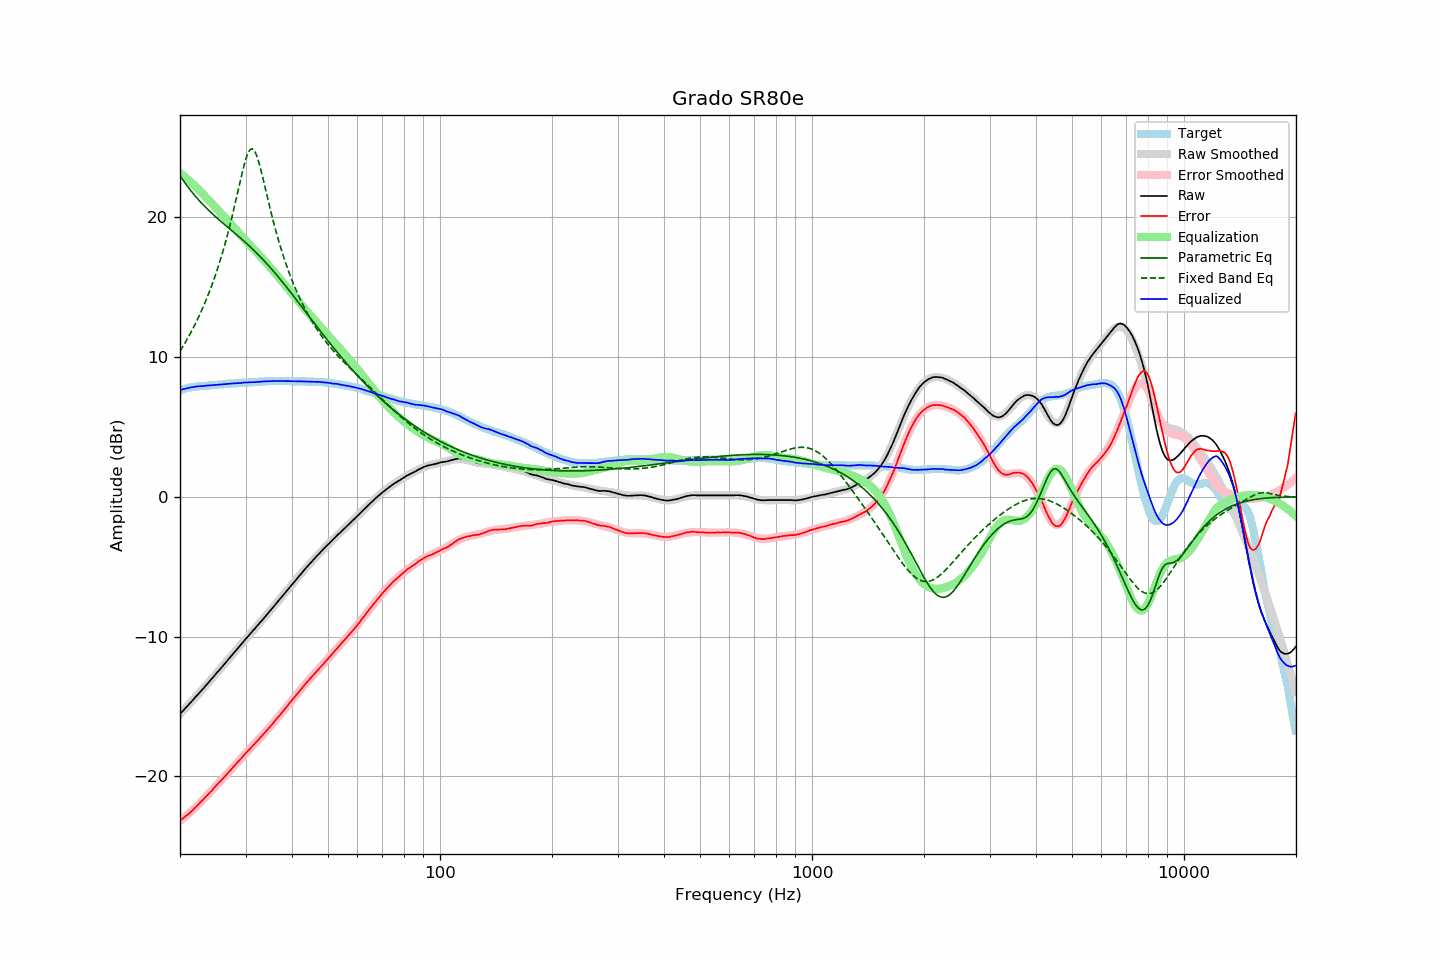 Grado SR80e
Amplitude (dBr)
20
10
0
−10
−20
100
1000
10000
Frequency (Hz)
Target
Raw Smoothed
Error Smoothed
Raw
Error
Equalization
Parametric Eq
Fixed Band Eq
Equalized